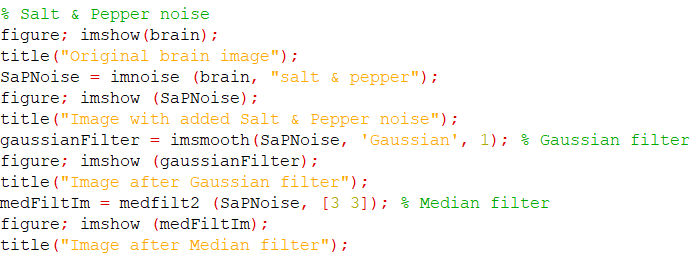 % Salt & Pepper noise
figure; imshow(brain);
title("Original brain image");
SaPNoise = imnoise (brain, "salt & pepper");
figure; imshow (SaPNoise);
title("Image with added Salt & Pepper noise");
gaussianFilter = imsmooth(SaPNoise, 'Gaussian', 1); % Gaussian filter
figure; imshow (gaussianFilter);
title("Image after Gaussian filter");
medFiltIm = medfilt2 (SaPNoise, [3 3]); % Median filter
figure; imshow (medFiltIm);
title("Image after Median filter");